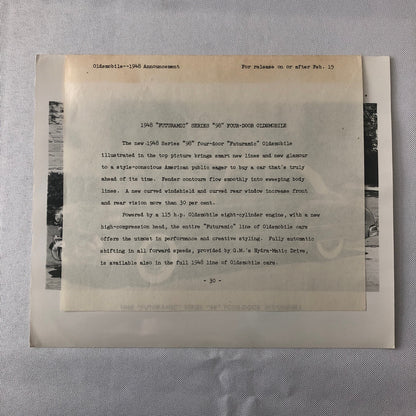 Oldsmobile--1948 Announcement For release on or after Feb. 15
1948 "FUTURAMIC" SERIES "98" FOUR-DOOR OLDSMOBILE
The new 1948 Series "98" four-door "Futuramic" Oldsmobile
illustrated in the top picture brings smart new lines and new glamour
to a style-conscious American public eager to buy a car that's truly
ahead of its time. Fender contours flow smoothly into sweeping body
lines. A new curved windshield and curved rear window increase front
and rear vision more than 30 per cent.
Powered by a 115 h.p. Oldsmobile eight-cylinder engine, with a new
high-compression head, the entire "Futuramic" line of Oldsmobile cars
offers the utmost in performance and creative styling. Fully automatic
shifting in all forward speeds, provided by G.M.'s Hydra-Matic Drive,
is available also in the full 1948 line of Oldsmobile cars.
- 30 -